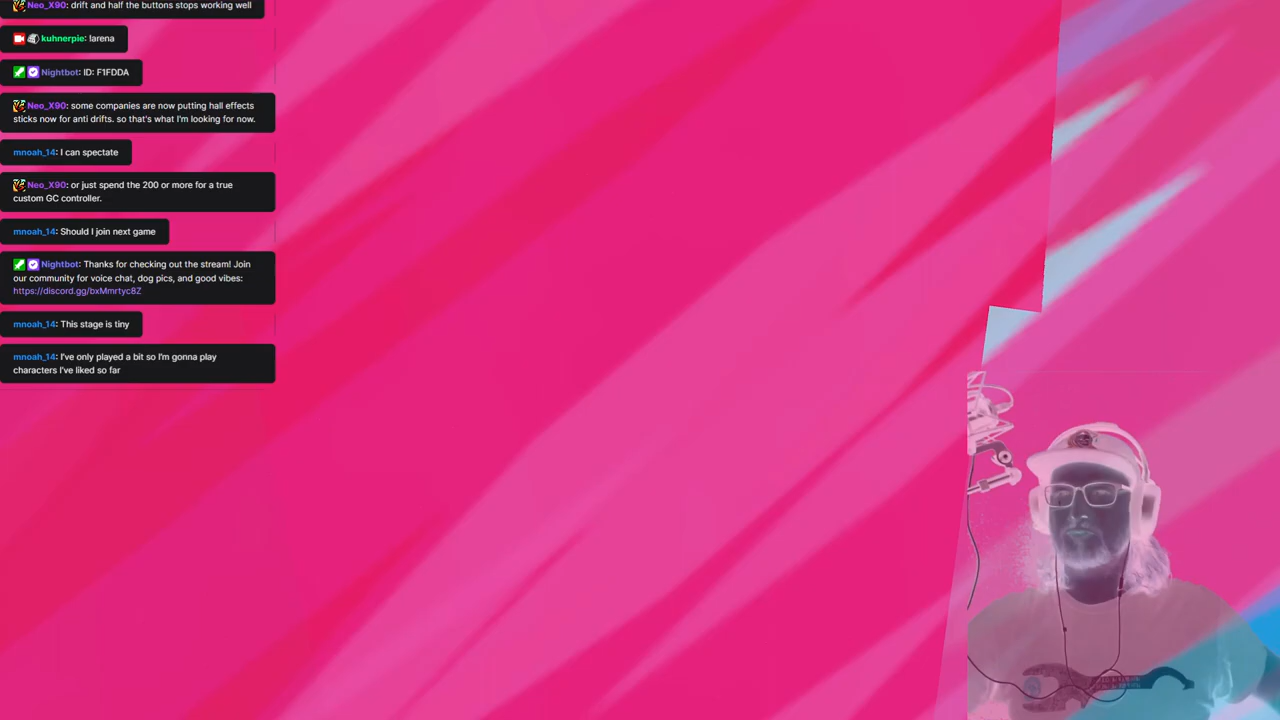 Neo_X90: drift and half the buttons stops working well
kuhnerpie: !arena
Nightbot: ID: F1FDDA
Neo_X90: some companies are now putting hall effects
sticks now for anti drifts. so that's what I'm looking for now.
mnoah_14: I can spectate
Neo_X90: or just spend the 200 or more for a true
custom GC controller.
mnoah_14: Should I join next game
Nightbot: Thanks for checking out the stream! Join
our community for voice chat, dog pics, and good vibes:
https://discord.gg/bxMmrtyc8Z
mnoah_14: This stage is tiny
mnoah_14: I've only played a bit so I'm gonna play
characters I've liked so far